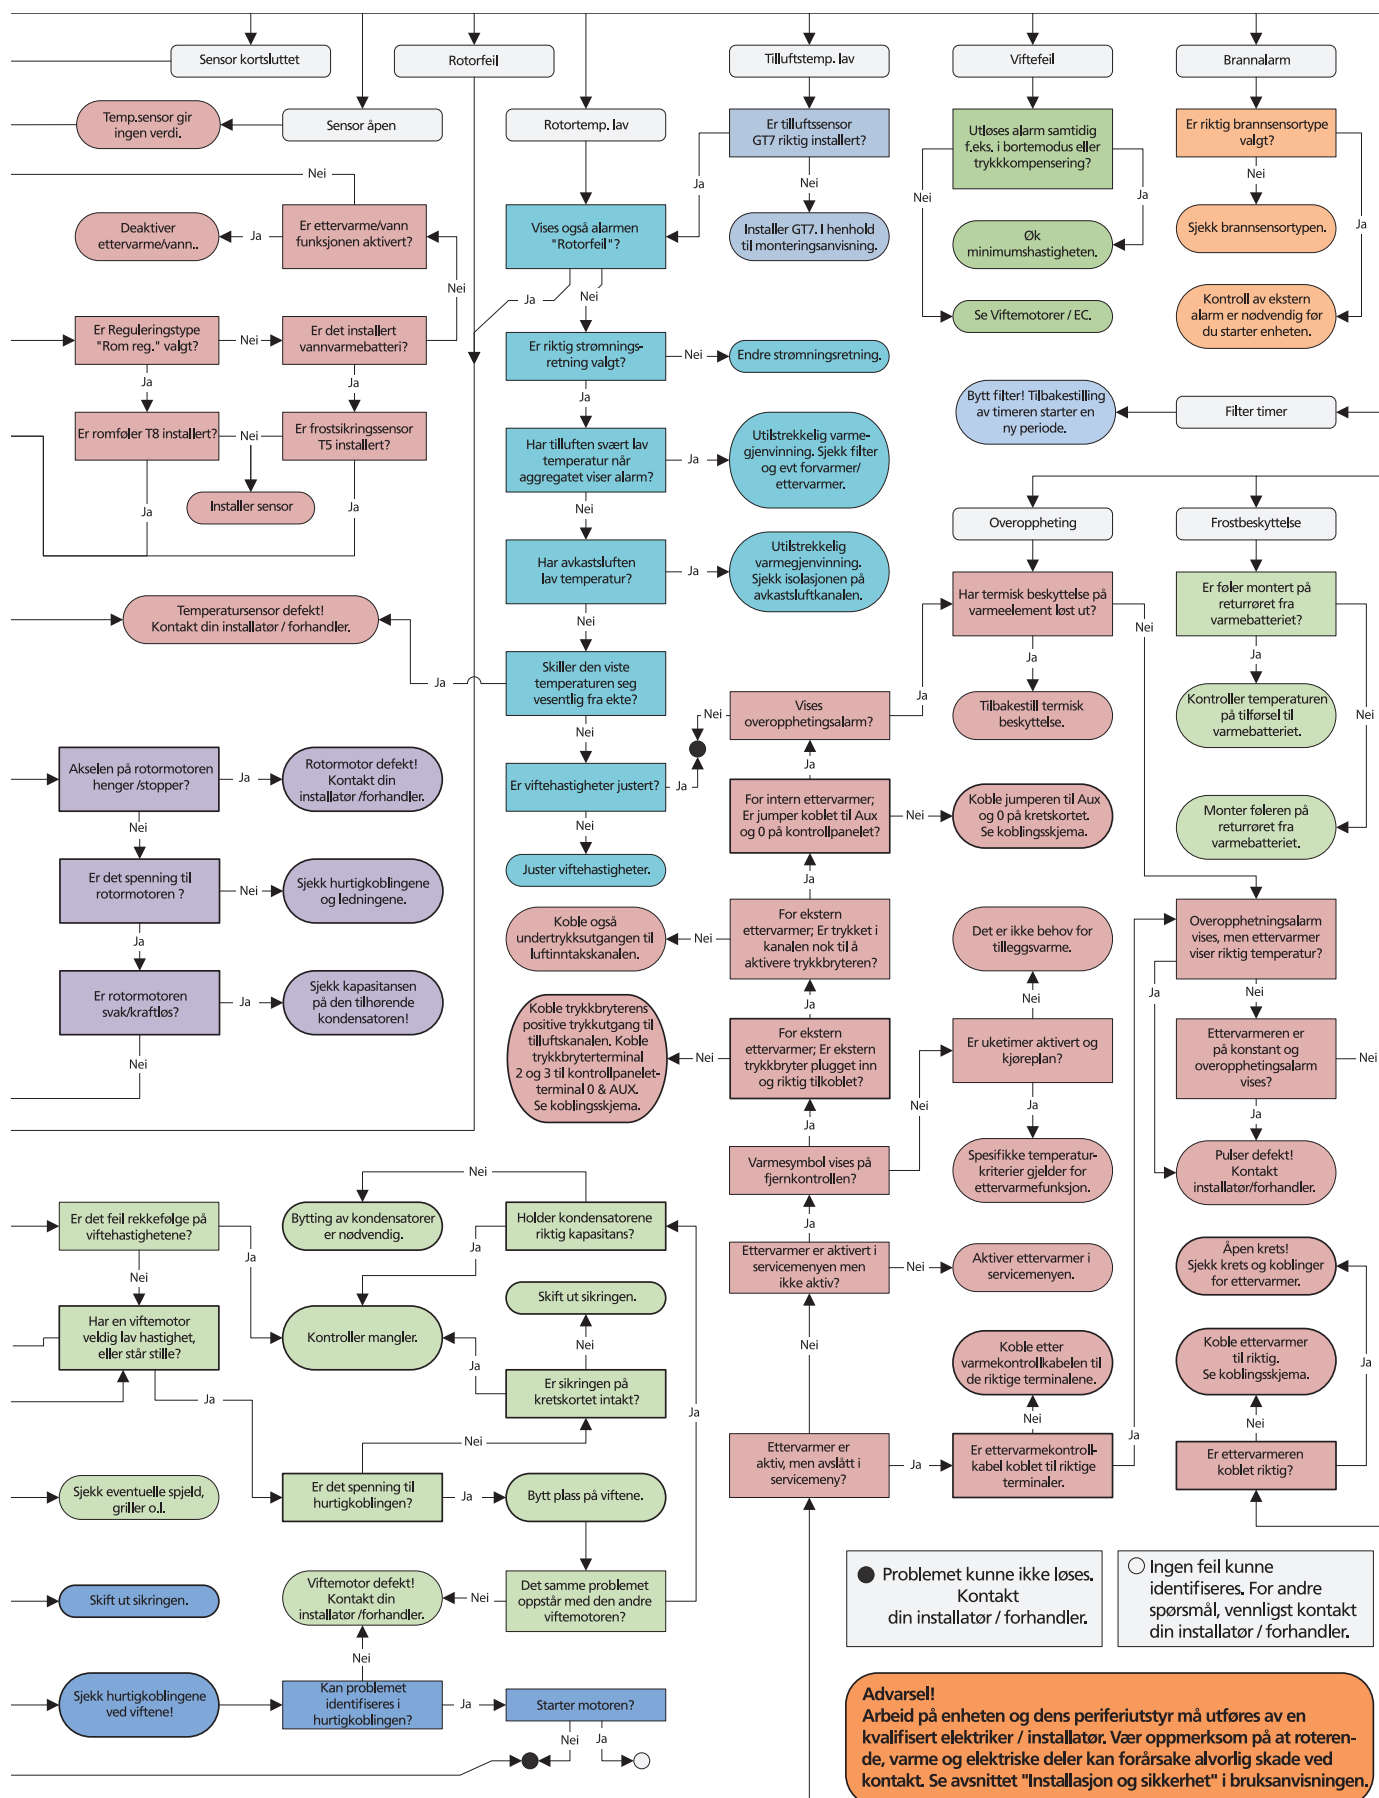 Sensor kortsluttet
Rotorfeil
Tilluftstemp. lav
Viftefeil
Brannalarm
Temp.sensor gir
ingen verdi.
Sensor åpen
Rotortemp. lav
Er tilluftssensor
GT7 riktig installert?
Utløses alarm samtidig
f.eks. i bortemodus eller
trykkkompensering?
Er riktig brannsensortype
valgt?
Nei
Ja
Nei
Nei
Ja
Nei
Ja
Deaktiver
ettervarme/vann..
Ja
Er ettervarme/vann
funksjonen aktivert?
Vises også alarmen
"Rotorfeil"?
Installer GT7. I henhold
til monteringsanvisning.
Øk
minimumshastigheten.
Sjekk brannsensortypen.
Nei
Ja
Nei
Se Viftemotorer / EC.
Kontroll av ekstern
alarm er nødvendig før
du starter enheten.
Er Reguleringstype
"Rom reg." valgt?
Nei
Er det installert
vannvarmebatteri?
Er riktig strømnings-
retning valgt?
Nei
Endre strømningsretning.
Ja
Ja
Ja
Bytt filter! Tilbakestilling
av timeren starter en
ny periode.
Filter timer
Er romføler T8 installert?
Nei
Er frostsikringssensor
T5 installert?
Har tilluften svært lav
temperatur når
aggregatet viser alarm?
Ja
Utilstrekkelig varme-
gjenvinning. Sjekk filter
og evt forvarmer/
ettervarmer.
Installer sensor
Ja
Ja
Nei
Overoppheting
Frostbeskyttelse
Har avkastsluften
lav temperatur?
Ja
Utilstrekkelig
varmegjenvinning.
Sjekk isolasjonen på
avkastsluftkanalen.
Har termisk beskyttelse på
varmeelement løst ut?
Er føler montert på
returrøret fra
varmebatteriet?
Temperatursensor defekt!
Kontakt din installatør / forhandler.
Nei
Nei
Ja
Ja
Ja
Skiller den viste
temperaturen seg
vesentlig fra ekte?
Ja
Nei
Vises
overopphetingsalarm?
Tilbakestill termisk
beskyttelse.
Kontroller temperaturen
på tilførsel til
varmebatteriet.
Nei
Nei
Akselen på rotormotoren
henger /stopper?
Ja
Rotormotor defekt!
Kontakt din
installatør /forhandler.
Er viftehastigheter justert?
Ja
Ja
For intern ettervarmer;
Er jumper koblet til Aux
og 0 på kontrollpanelet?
Nei
Koble jumperen til Aux
og 0 på kretskortet.
Se koblingsskjema.
Monter føleren på
returrøret fra
varmebatteriet.
Nei
Nei
Juster viftehastigheter.
Ja
Er det spenning til
rotormotoren ?
Nei
Sjekk hurtigkoblingene
og ledningene.
Koble også
undertrykksutgangen til
luftinntakskanalen.
Nei
For ekstern
ettervarmer; Er trykket i
kanalen nok til å
aktivere trykkbryteren?
Det er ikke behov for
tilleggsvarme.
Overopphetningsalarm
vises, men ettervarmer
viser riktig temperatur?
Ja
Er rotormotoren
svak/kraftløs?
Ja
Sjekk kapasitansen
på den tilhørende
kondensatoren!
Koble trykkbryterens
positive trykkutgang til
tilluftskanalen. Koble
trykkbryterterminal
2 og 3 til kontrollpanelet-
terminal 0 & AUX.
Se koblingsskjema.
Nei
Ja
For ekstern
ettervarmer; Er ekstern
trykkbryter plugget inn
og riktig tilkoblet?
Nei
Ja
Nei
Er uketimer aktivert og
kjøreplan?
Ettervarmeren er
på konstant og
overopphetingsalarm
vises?
Nei
Nei
Nei
Ja
Ja
Ja
Varmesymbol vises på
fjernkontrollen?
Spesifikke temperatur-
kriterier gjelder for
ettervarmefunksjon.
Pulser defekt!
Kontakt
installatør/forhandler.
Nei
Er det feil rekkefølge på
viftehastighetene?
Bytting av kondensatorer
er nødvendig.
Holder kondensatorene
riktig kapasitans?
Ja
Ja
Ja
Ettervarmer er aktivert i
servicemenyen men
ikke aktiv?
Nei
Aktiver ettervarmer i
servicemenyen.
Åpen krets!
Sjekk krets og koblinger
for ettervarmer.
Nei
Skift ut sikringen.
Har en viftemotor
veldig lav hastighet,
eller står stille?
Kontroller mangler.
Nei
Ja
Nei
Koble etter
varmekontrollkabelen til
de riktige terminalene.
Koble ettervarmer
til riktig.
Se koblingsskjema.
Ja
Ja
Er sikringen på
kretskortet intakt?
Ja
Nei
Nei
Nei
Ja
Ettervarmer er
aktiv, men avslått i
servicemeny?
Ja
Er ettervarmekontroll-
kabel koblet til riktige
terminaler.
Er ettervarmeren
koblet riktig?
Sjekk eventuelle spjeld,
griller o.l.
Er det spenning til
hurtigkoblingen?
Ja
Bytt plass på viftene.
Skift ut sikringen.
Viftemotor defekt!
Kontakt din
installatør /forhandler.
Nei
Det samme problemet
oppstår med den andre
viftemotoren?
Problemet kunne ikke løses.
Kontakt
din installatør / forhandler.
Ingen feil kunne
identifiseres. For andre
spørsmål, vennligst kontakt
din installatør / forhandler.
Nei
Sjekk hurtigkoblingene
ved viftene!
Kan problemet
identifiseres i
hurtigkoblingen?
Ja
Starter motoren?
Nei
Ja
Advarsel!
Arbeid på enheten og dens periferiutstyr må utføres av en
kvalifisert elektriker / installatør. Vær oppmerksom på at roteren-
de, varme og elektriske deler kan forårsake alvorlig skade ved
kontakt. Se avsnittet "Installasjon og sikkerhet" i bruksanvisningen.